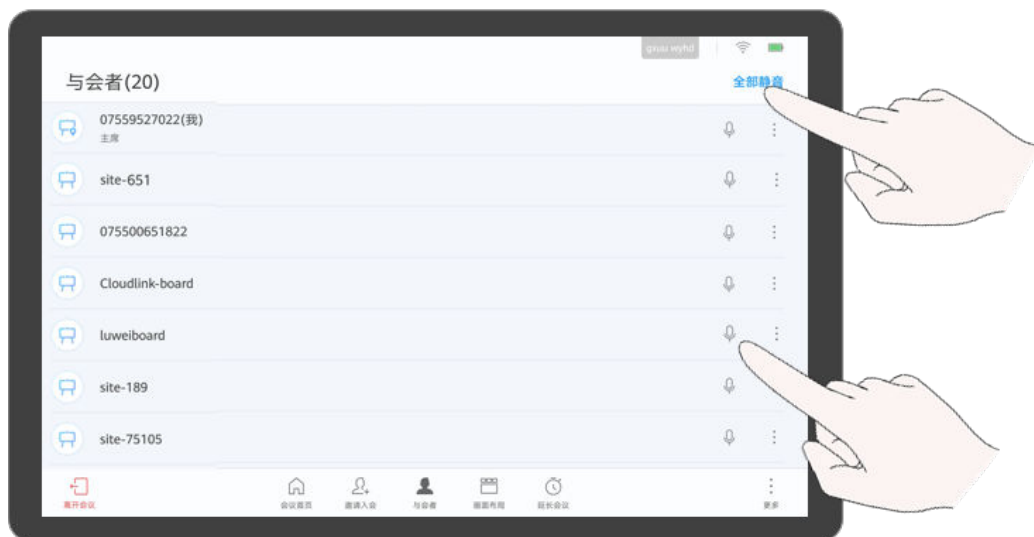 与会者(20)
全部静音
07559527022(我)
主席
site-651
075500651822
Cloudlink-board
luweiboard
site-189
site-75105
离开会议
会议首页
邀请入会
与会者
画面布局
延长会议
更多